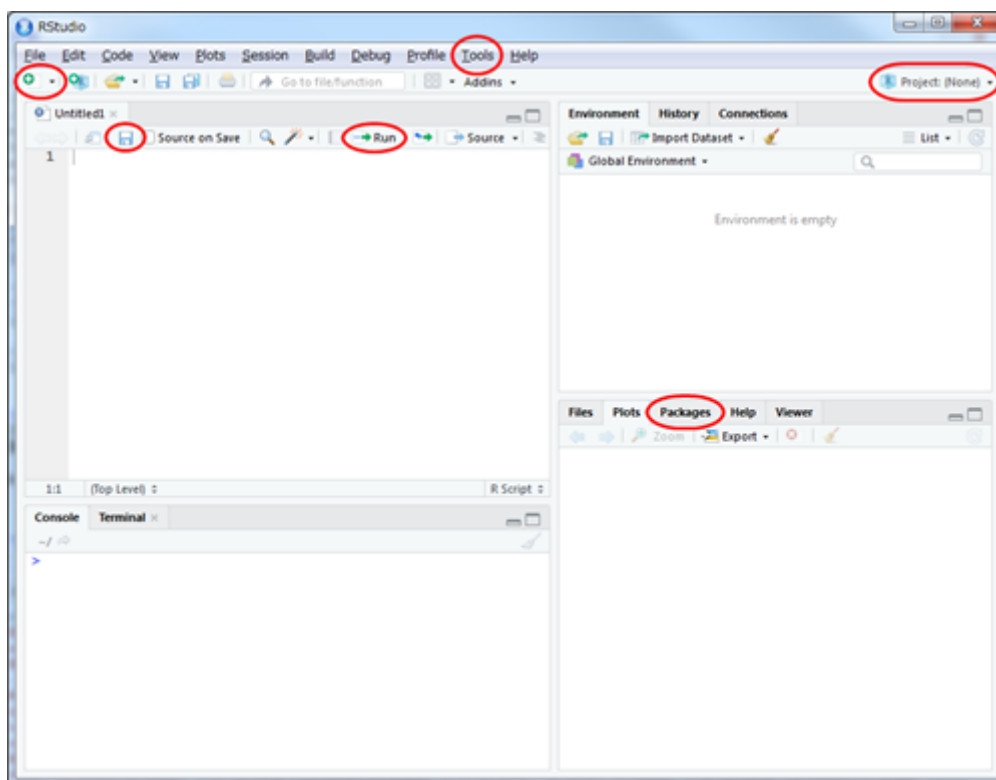 RStudio
File Edit Code View Plots Session Build Debug Profile Tools Help
Go to file/function Addins Project: (None)
Untitled1
Source on Save Run Source
1
1:1 (Top Level) R Script
Console Terminal
~/
>
Environment History Connections
Import Dataset List
Global Environment
Environment is empty
Files Plots Packages Help Viewer
Zoom Export